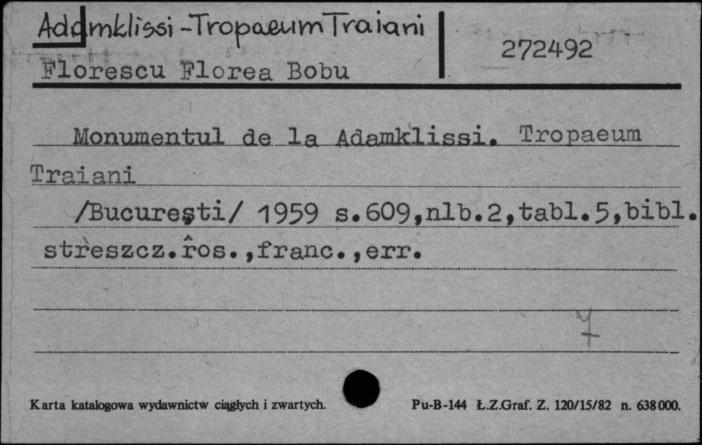 Adamklissi - Tropaeum Traiani
272492
Florescu Florea Bobu
Monumentul de la Adamklissi. Tropaeum
Traiani
/Bucureşti/ 1959 s.609,nlb.2,tabl.5,bibl.
streszcz.ros.,franc.,err.
Karta katalogowa wydawnictw ciągłych i zwartych.
Pu-B-144 Ł.Z.Graf. Z. 120/15/82 n. 638000.